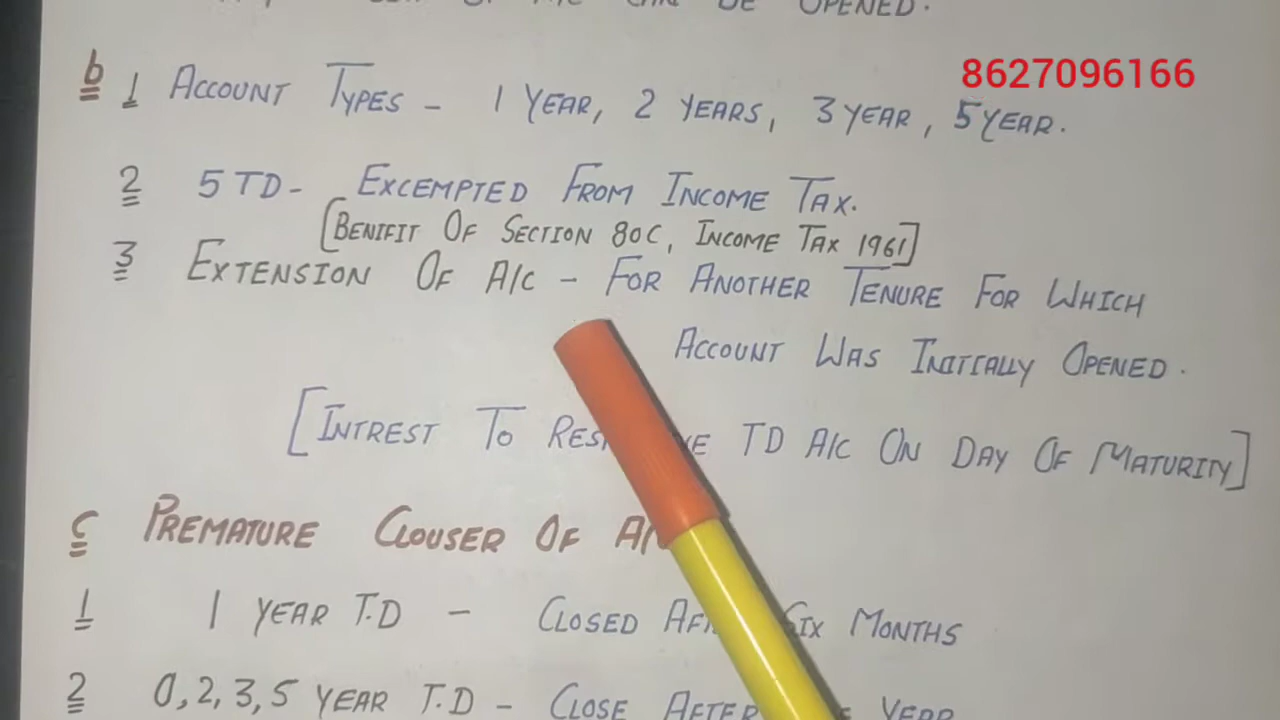 OPENED.
8627096166
b 1 ACCOUNT TYPES - 1 YEAR, 2 YEARS, 3 YEAR, 5 YEAR.
2 5 TD- EXCEMPTED FROM INCOME TAX.
[BENIFIT OF SECTION 80C, INCOME TAX 1961]
3 EXTENSION OF A/C - FOR ANOTHER TENURE FOR WHICH
ACCOUNT WAS INITIALLY OPENED.
[INTREST TO TD A/C ON DAY OF MATURITY]
C PREMATURE CLOUSER OF
1 1 YEAR T.D - CLOSED SIX MONTHS
2 0,2,3,5 YEAR T.D - CLOSE AFTER YEAR